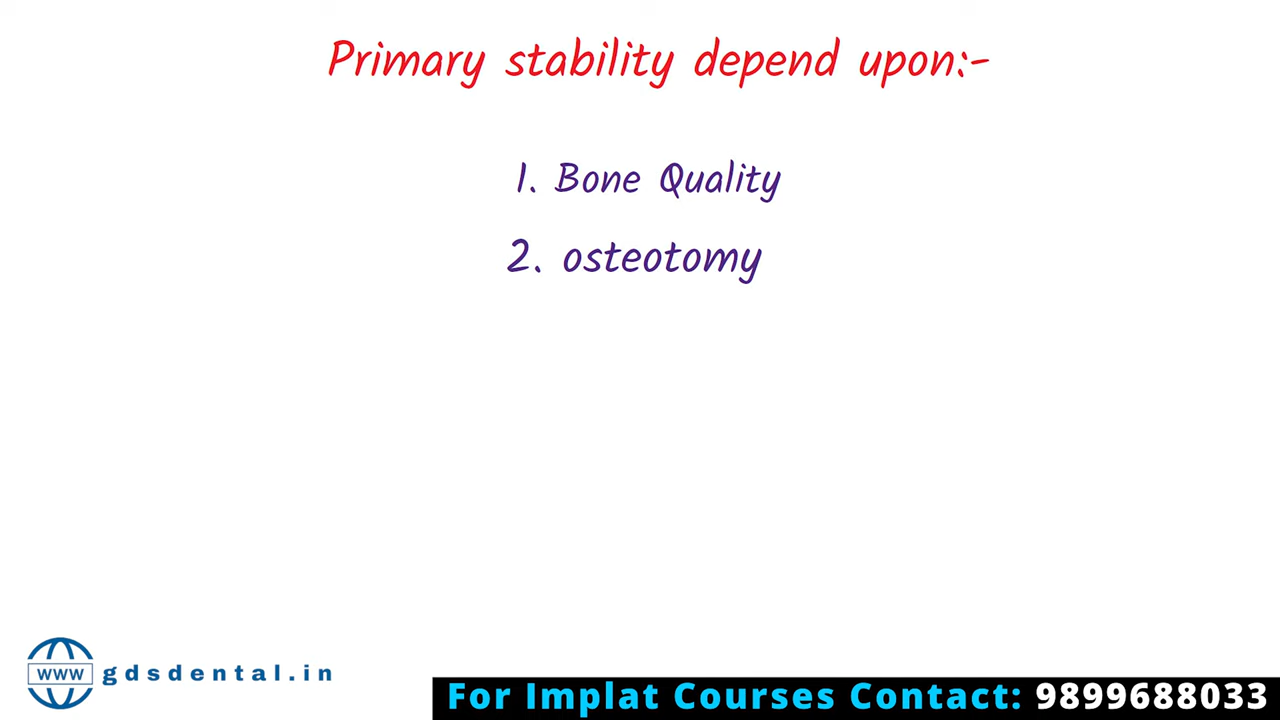 Primary stability depend upon:-
1. Bone Quality
2. osteotomy
www gdsdental.in
For Implat Courses Contact: 9899688033